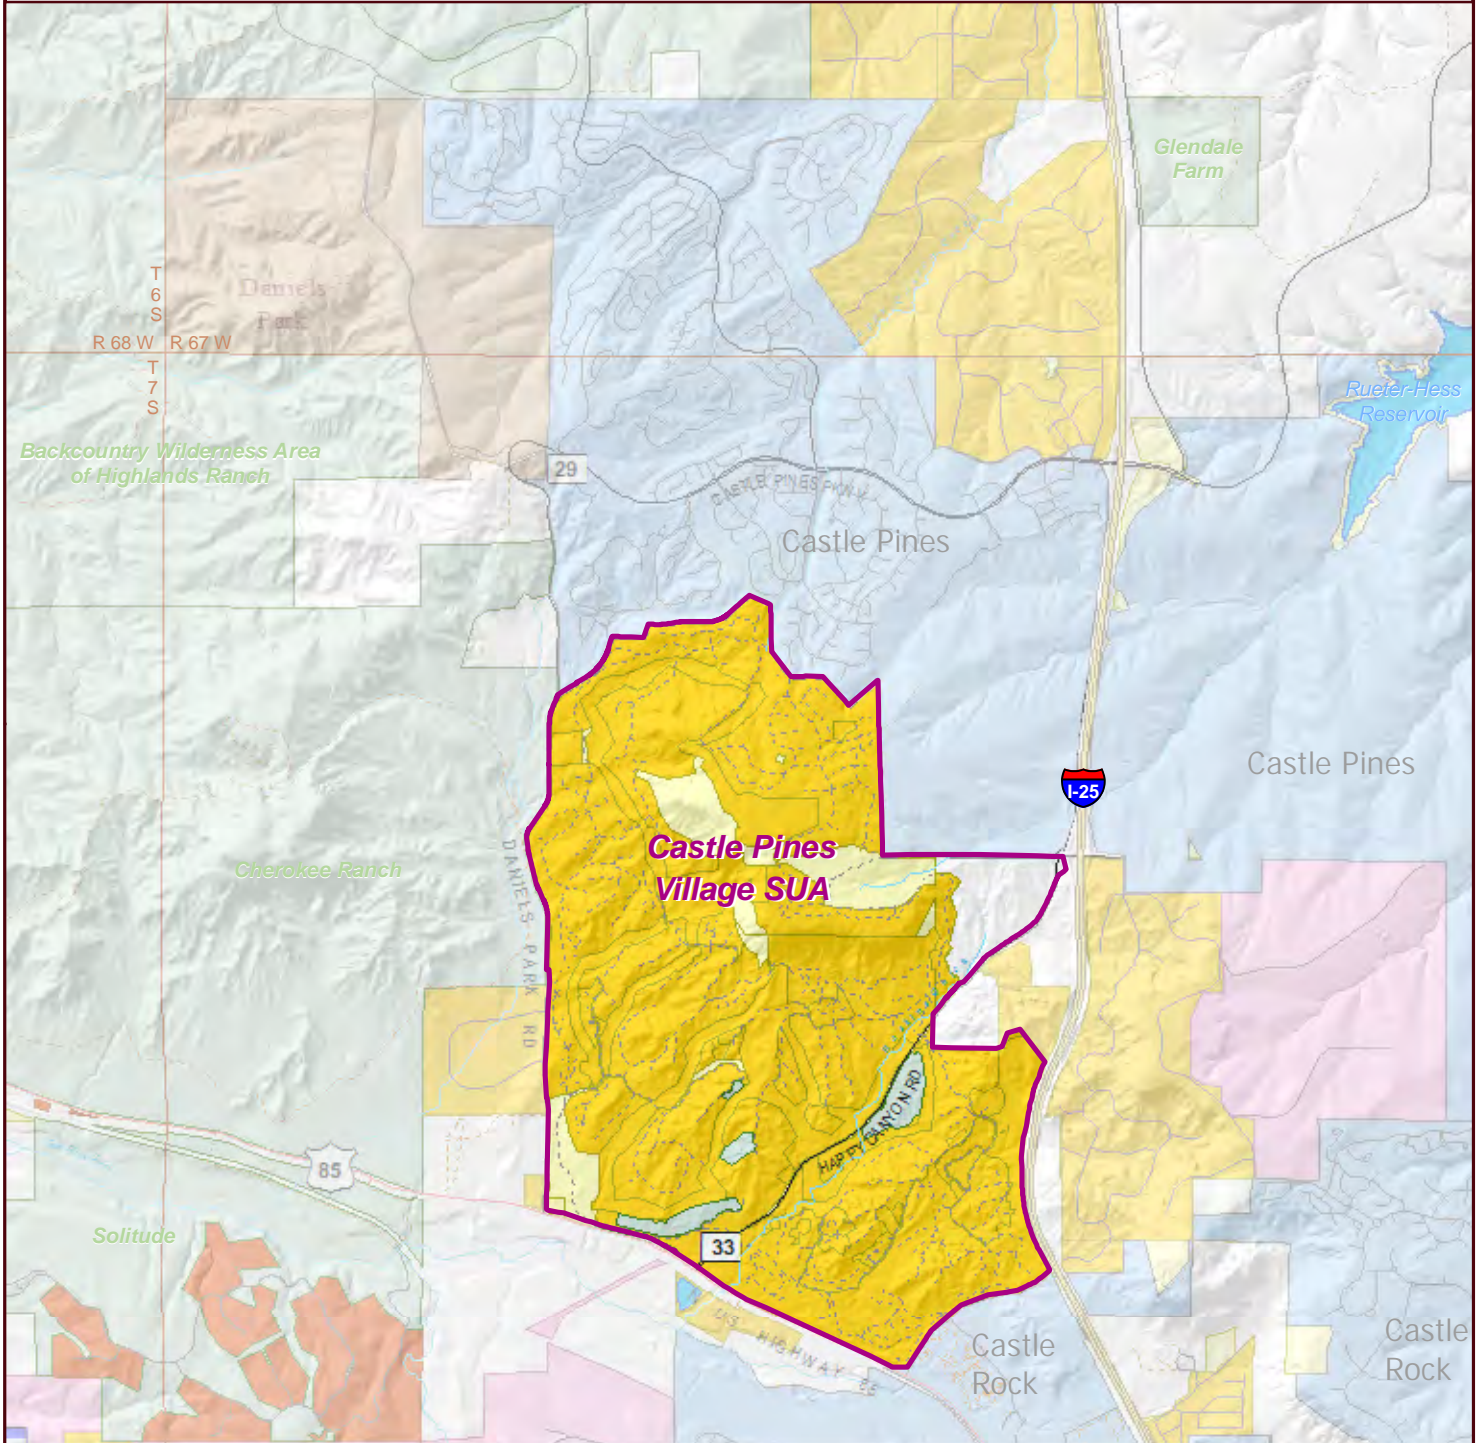 Glendale
Farm
T
6
S
Daniels
Park
R 68 W
R 67 W
T
7
S
Rueter-Hess
Reservoir
Backcountry Wilderness Area
of Highlands Ranch
29
CASTLE PINES PKWY
Castle Pines
Castle Pines
I-25
Castle Pines
Village SUA
Cherokee Ranch
DANIELS PARK RD
HAPPY CANYON RD
85
Solitude
33
US HIGHWAY 85
Castle
Rock
Castle
Rock